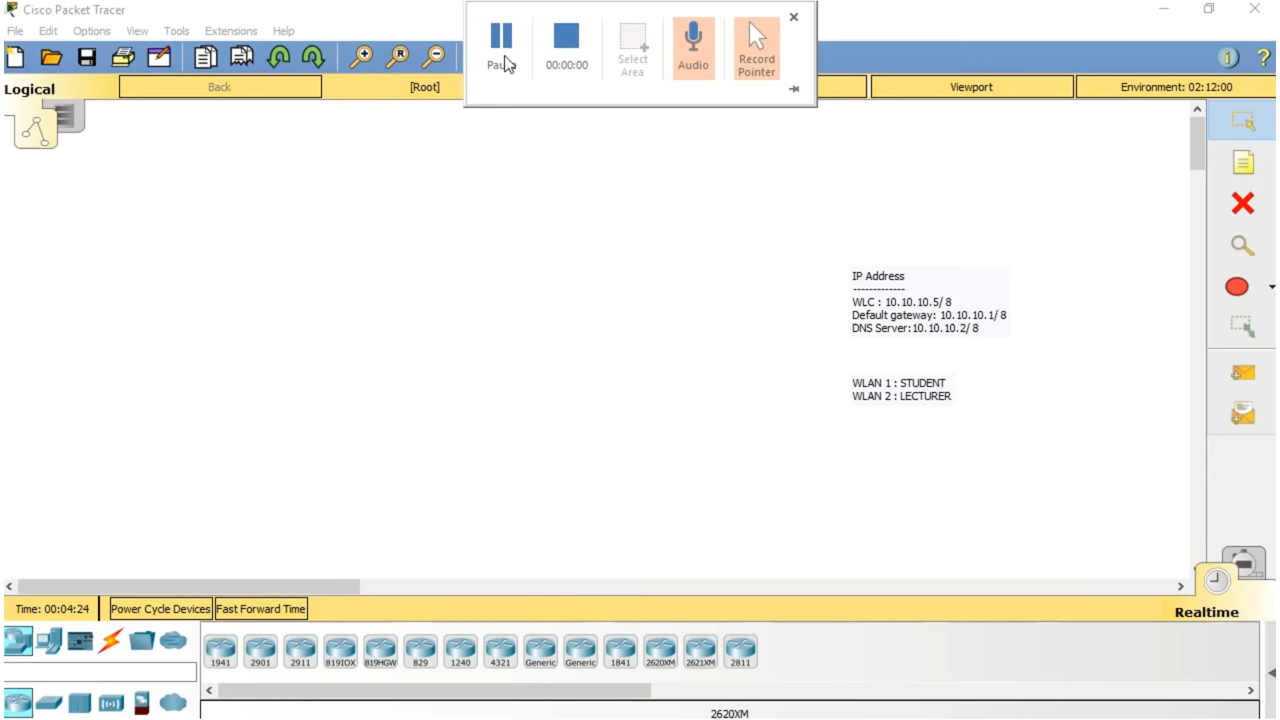 Cisco Packet Tracer
File Edit Options View Tools Extensions Help
00:00:00
Select Area
Audio
Record Pointer
Logical
Back
[Root]
Viewport
Environment: 02:12:00
IP Address
-------------
WLC : 10.10.10.5/8
Default gateway: 10.10.10.1/8
DNS Server:10.10.10.2/8
WLAN 1 : STUDENT
WLAN 2 : LECTURER
Time: 00:04:24
Power Cycle Devices
Fast Forward Time
Realtime
1941 2901 2911 819IOX 819HGW 829 1240 4321 Generic Generic 1841 2620XM 2621XM 2811
2620XM